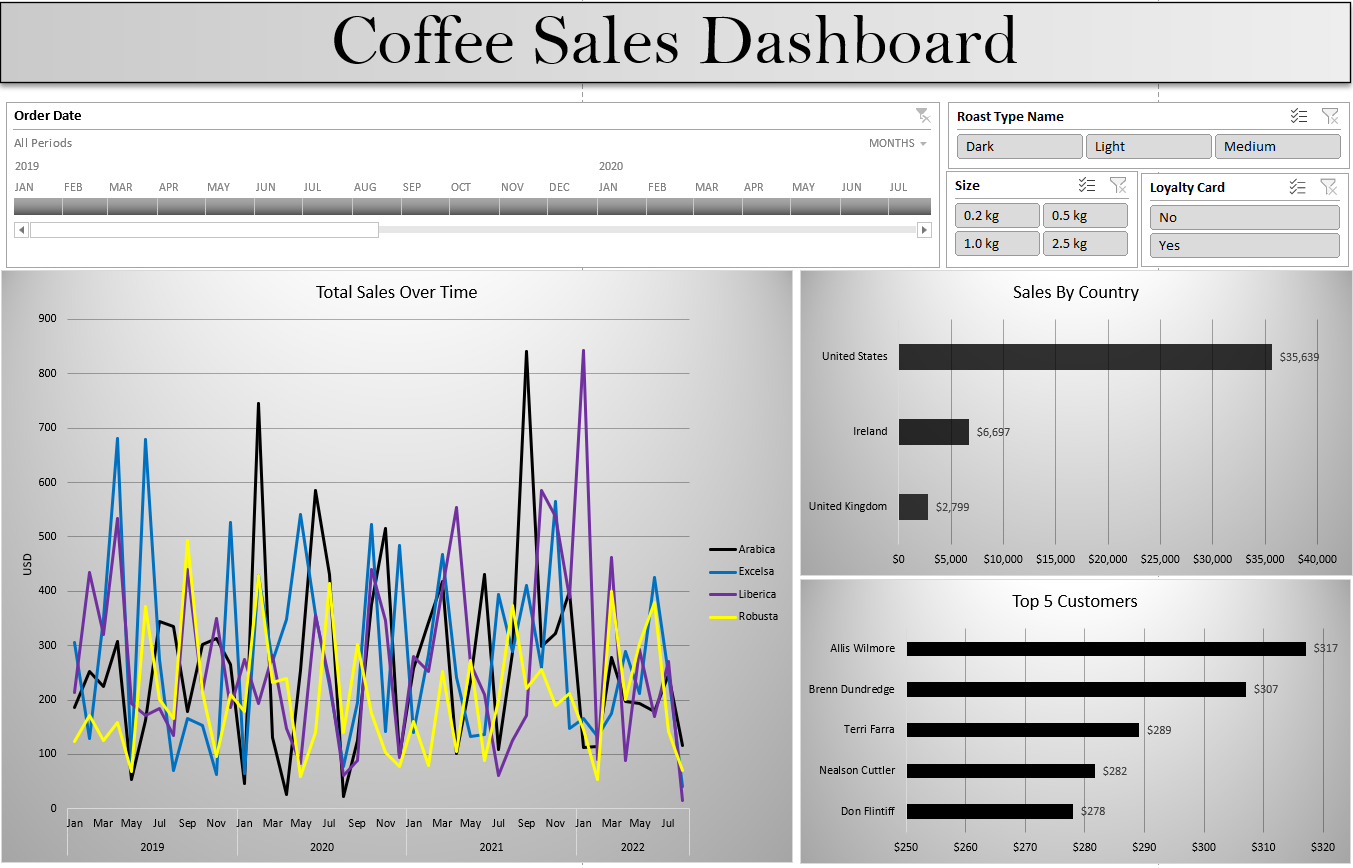 Coffee Sales Dashboard
Order Date
All Periods
MONTHS
2019 2020
JAN FEB MAR APR MAY JUN JUL AUG SEP OCT NOV DEC JAN FEB MAR APR MAY JUN JUL
Roast Type Name
Dark Light Medium
Size
0.2 kg 0.5 kg
1.0 kg 2.5 kg
Loyalty Card
No
Yes
Total Sales Over Time
900
800
700
600
500
400
300
200
100
0
USD
Jan Mar May Jul Sep Nov Jan Mar May Jul Sep Nov Jan Mar May Jul Sep Nov Jan Mar May Jul
2019 2020 2021 2022
Arabica
Excelsa
Liberica
Robusta
Sales By Country
United States $35,639
Ireland $6,697
United Kingdom $2,799
$0 $5,000 $10,000 $15,000 $20,000 $25,000 $30,000 $35,000 $40,000
Top 5 Customers
Allis Wilmore $317
Brenn Dundredge $307
Terri Farra $289
Nealson Cuttler $282
Don Flintiff $278
$250 $260 $270 $280 $290 $300 $310 $320